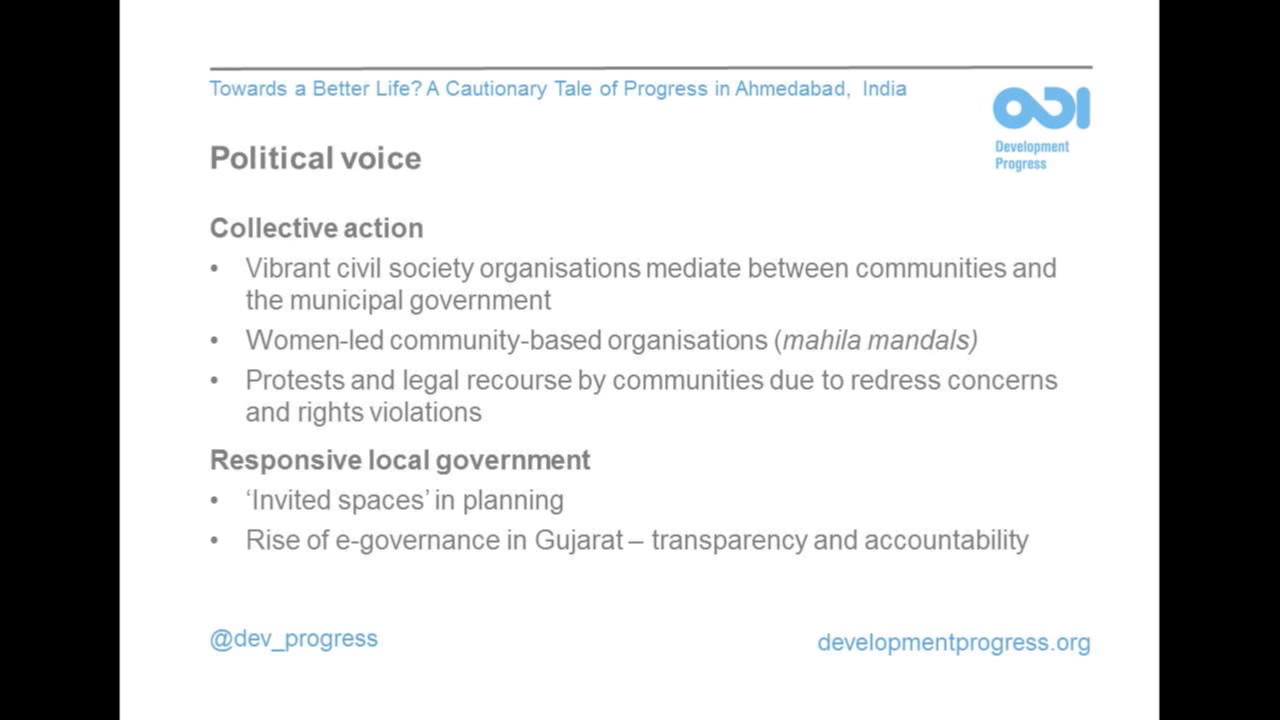 Towards a Better Life? A Cautionary Tale of Progress in Ahmedabad, India
ODI
Development
Progress
Political voice
Collective action
• Vibrant civil society organisations mediate between communities and
the municipal government
• Women-led community-based organisations (mahila mandals)
• Protests and legal recourse by communities due to redress concerns
and rights violations
Responsive local government
• ‘Invited spaces’ in planning
• Rise of e-governance in Gujarat – transparency and accountability
@dev_progress
developmentprogress.org